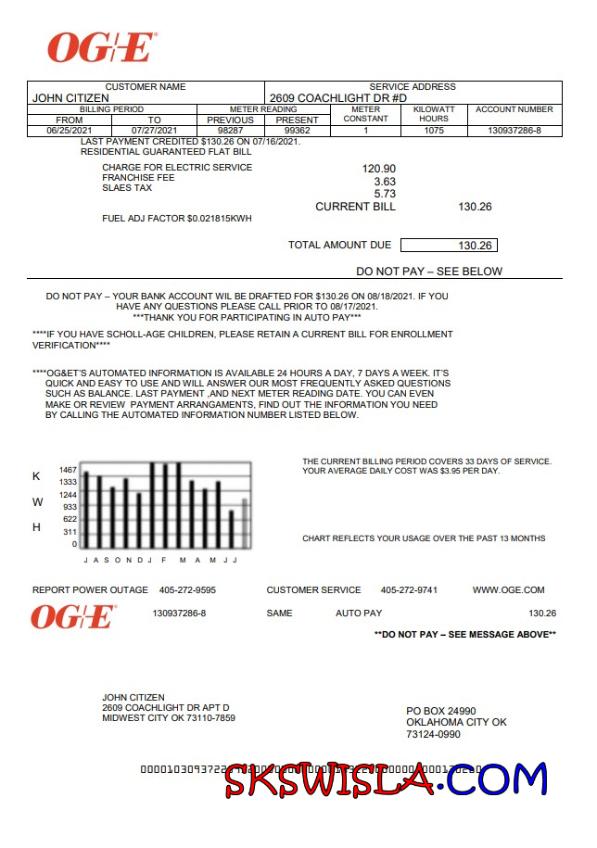 OG+E®
CUSTOMER NAME SERVICE ADDRESS
JOHN CITIZEN 2609 COACHLIGHT DR #D
BILLING PERIOD METER READING METER CONSTANT KILOWATT HOURS ACCOUNT NUMBER
FROM TO PREVIOUS PRESENT
06/25/2021 07/27/2021 98287 99362 1 1075 130937286-8
LAST PAYMENT CREDITED $130.26 ON 07/16/2021.
RESIDENTIAL GUARANTEED FLAT BILL
CHARGE FOR ELECTRIC SERVICE 120.90
FRANCHISE FEE 3.63
SLAES TAX 5.73
CURRENT BILL 130.26
FUEL ADJ FACTOR $0.021815KWH
TOTAL AMOUNT DUE 130.26
DO NOT PAY – SEE BELOW
DO NOT PAY – YOUR BANK ACCOUNT WIL BE DRAFTED FOR $130.26 ON 08/18/2021. IF YOU
HAVE ANY QUESTIONS PLEASE CALL PRIOR TO 08/17/2021.
***THANK YOU FOR PARTICIPATING IN AUTO PAY***
****IF YOU HAVE SCHOLL-AGE CHILDREN, PLEASE RETAIN A CURRENT BILL FOR ENROLLMENT
VERIFICATION****
****OG&ET'S AUTOMATED INFORMATION IS AVAILABLE 24 HOURS A DAY, 7 DAYS A WEEK. IT'S
QUICK AND EASY TO USE AND WILL ANSWER OUR MOST FREQUENTLY ASKED QUESTIONS
SUCH AS BALANCE. LAST PAYMENT ,AND NEXT METER READING DATE. YOU CAN EVEN
MAKE OR REVIEW PAYMENT ARRANGAMENTS, FIND OUT THE INFORMATION YOU NEED
BY CALLING THE AUTOMATED INFORMATION NUMBER LISTED BELOW.
THE CURRENT BILLING PERIOD COVERS 33 DAYS OF SERVICE.
YOUR AVERAGE DAILY COST WAS $3.95 PER DAY.
K W H
1467
1333
1244
933
622
311
0
J A S O N D J F M A M J J
CHART REFLECTS YOUR USAGE OVER THE PAST 13 MONTHS
REPORT POWER OUTAGE 405-272-9595 CUSTOMER SERVICE 405-272-9741 WWW.OGE.COM
OG+E® 130937286-8 SAME AUTO PAY 130.26
**DO NOT PAY – SEE MESSAGE ABOVE**
JOHN CITIZEN
2609 COACHLIGHT DR APT D
MIDWEST CITY OK 73110-7859
PO BOX 24990
OKLAHOMA CITY OK
73124-0990
SKSWISLA.COM